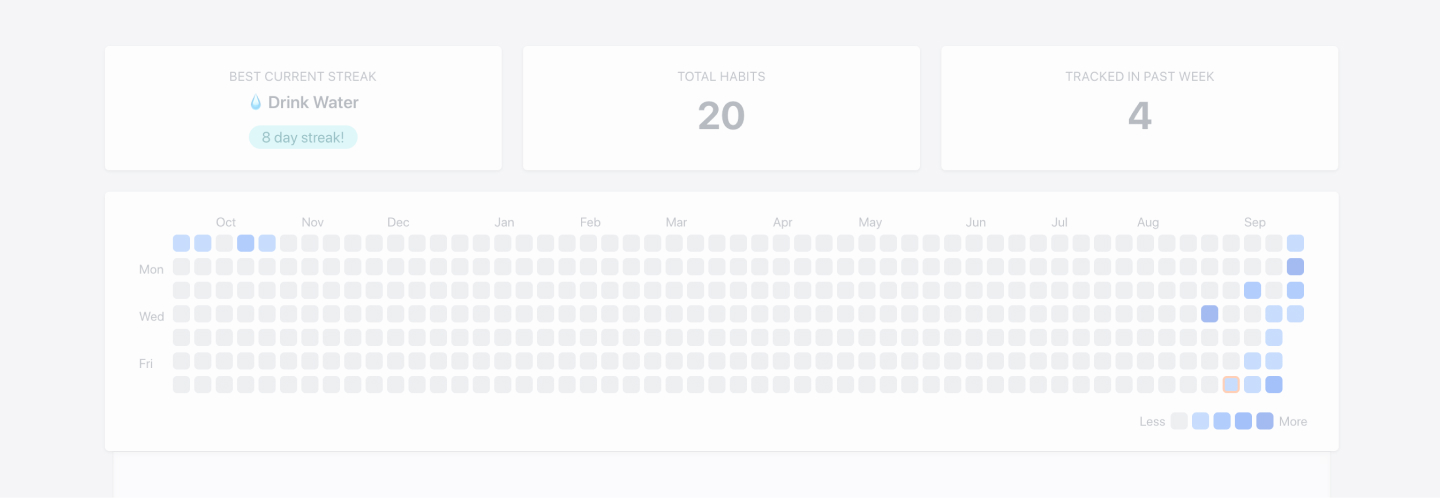 BEST CURRENT STREAK
💧 Drink Water
8 day streak!
TOTAL HABITS
20
TRACKED IN PAST WEEK
4
Oct Nov Dec Jan Feb Mar Apr May Jun Jul Aug Sep
Mon
Wed
Fri
Less More